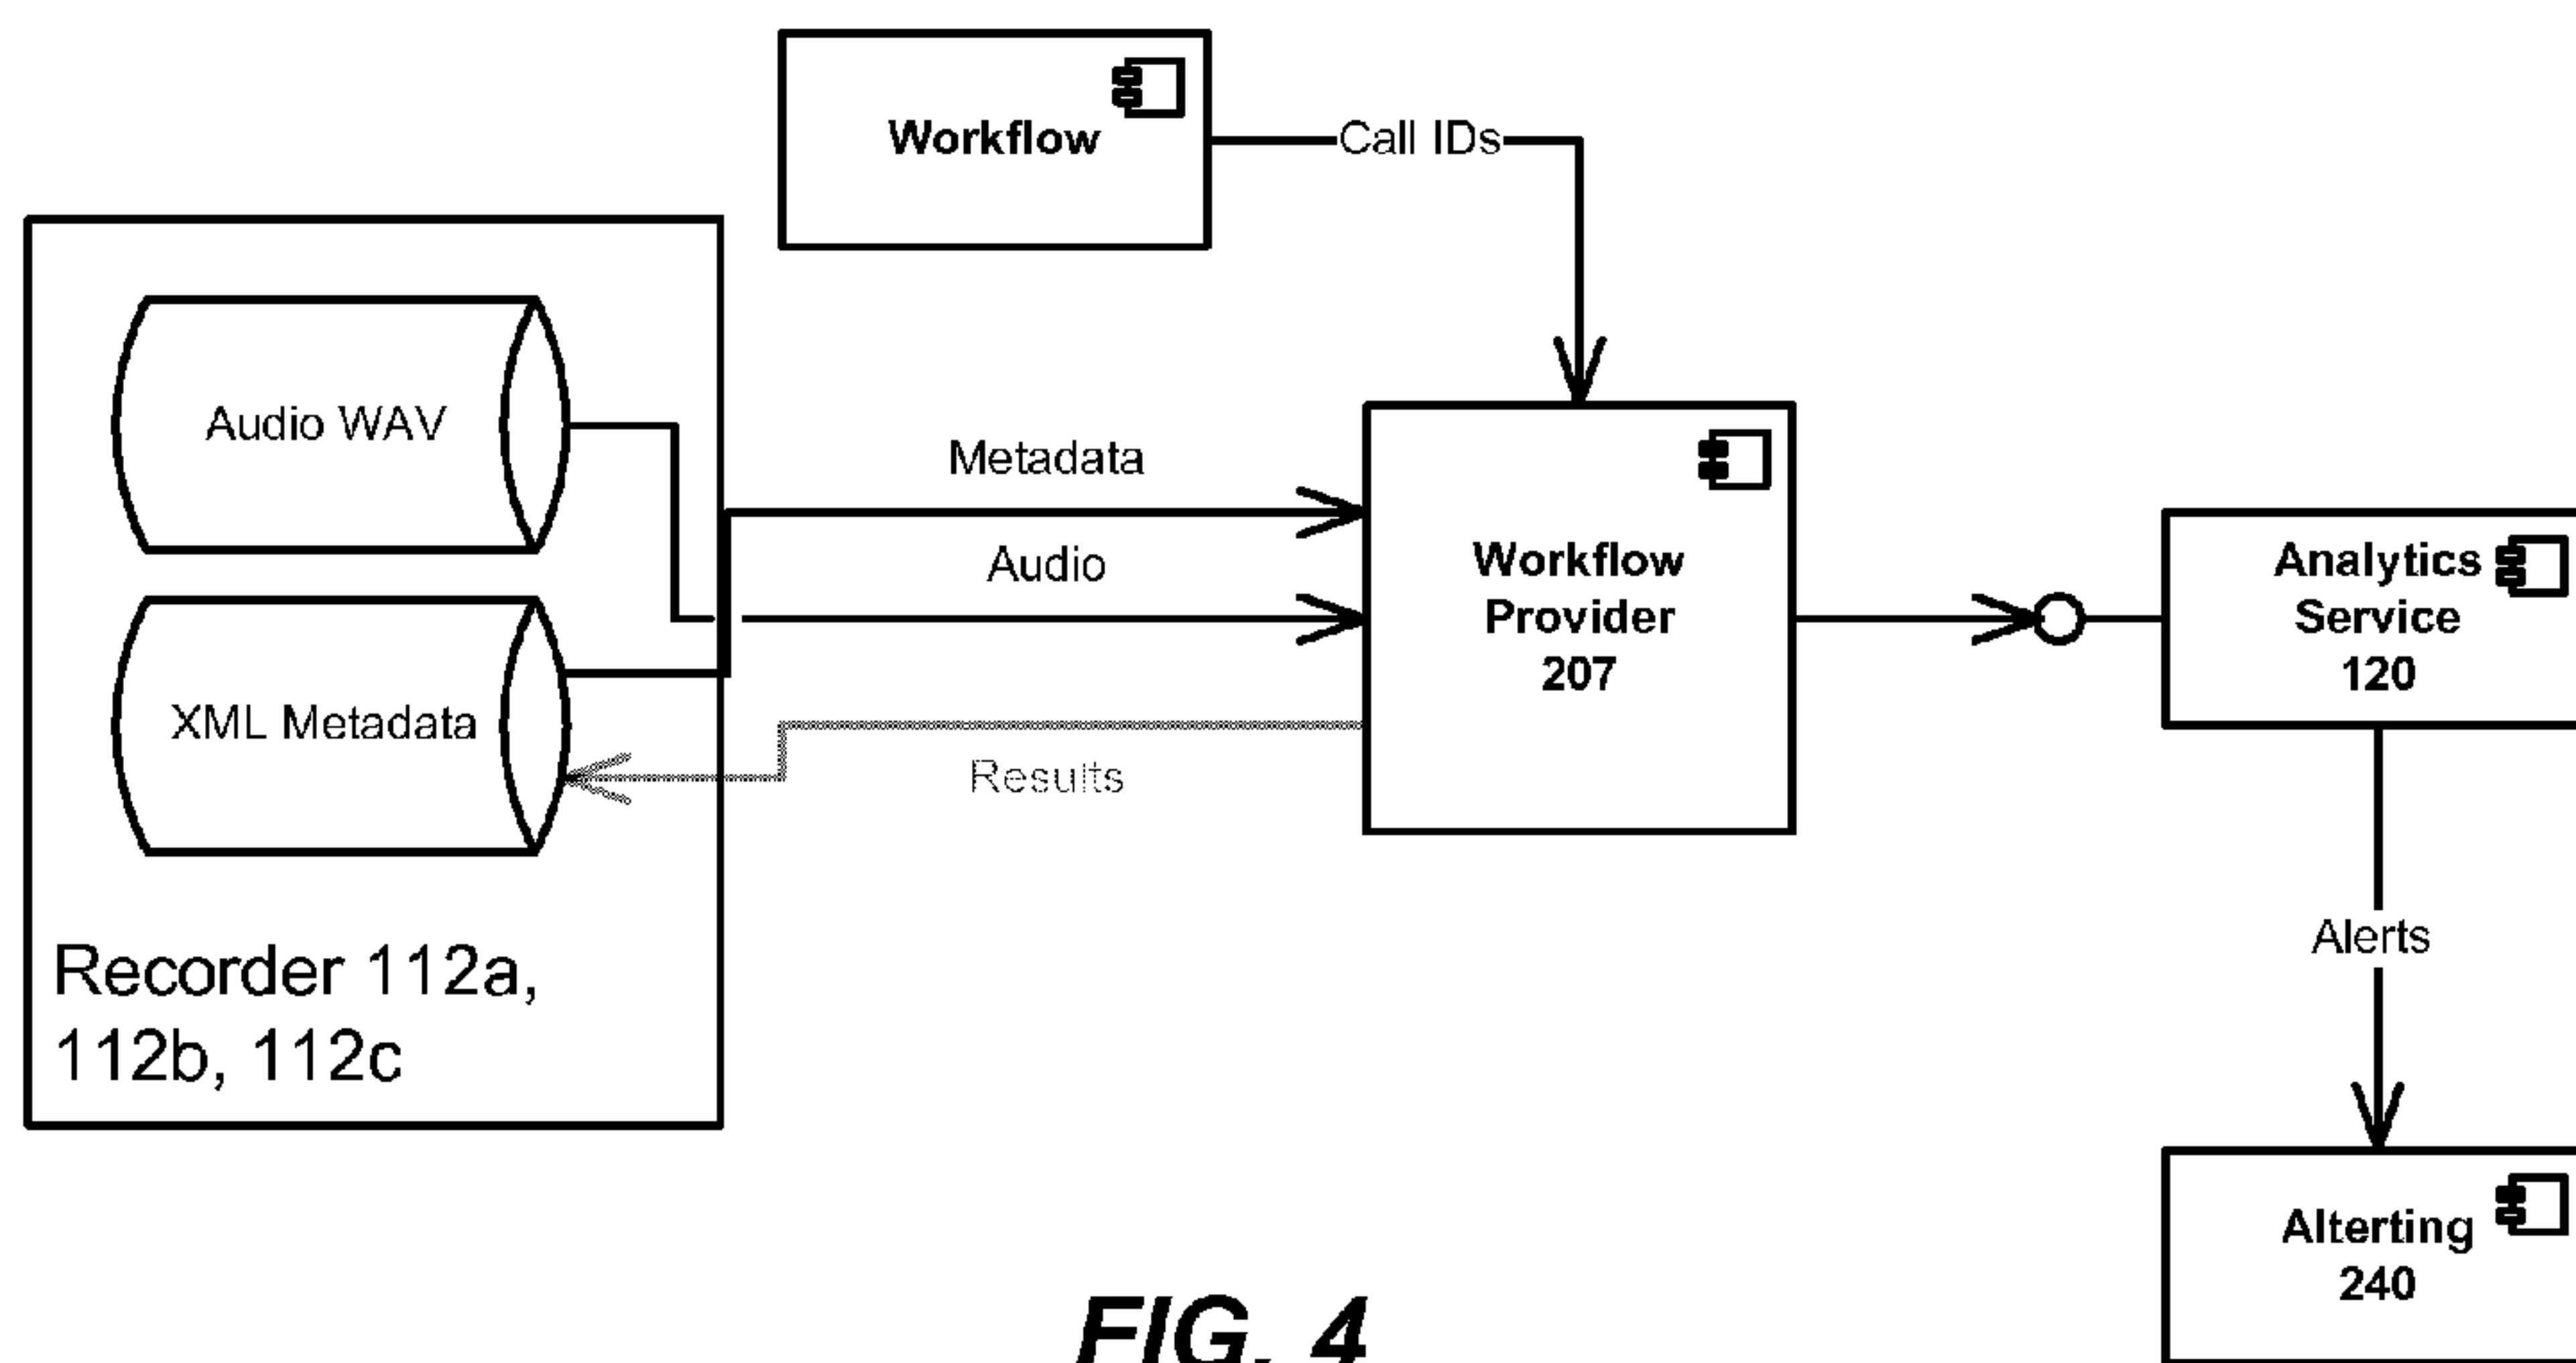 Workflow
Call IDs
Audio WAV
Metadata
Audio
Workflow
Provider
207
Analytics
Service
120
XML Metadata
Results
Alerts
Recorder 112a,
112b, 112c
Alterting
240
FIG. 4